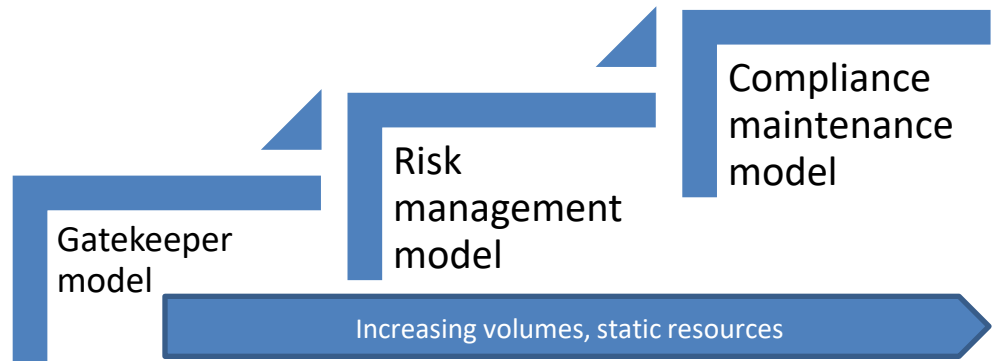 Gatekeeper
model
Risk
management
model
Compliance
maintenance
model
Increasing volumes, static resources